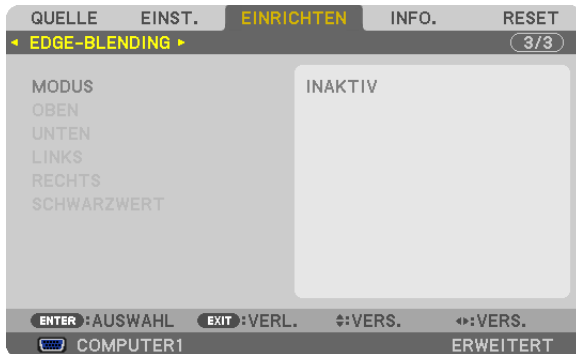 QUELLE EINST. EINRICHTEN INFO. RESET
EDGE-BLENDING 3/3
MODUS INAKTIV
OBEN
UNTEN
LINKS
RECHTS
SCHWARZWERT
ENTER :AUSWAHL EXIT :VERL. :VERS. :VERS.
COMPUTER1 ERWEITERT